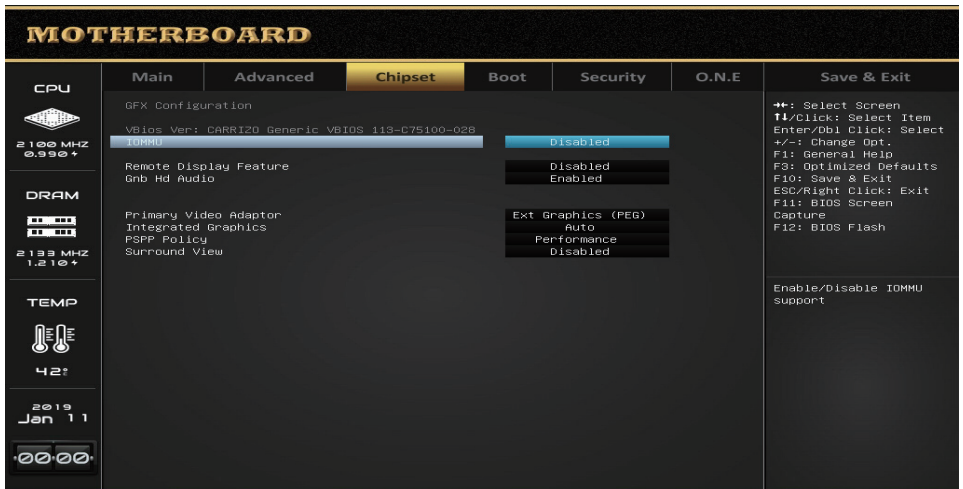 MOTHERBOARD
CPU
2100 MHZ
0.990 +
DRAM
2133 MHZ
1.210 +
TEMP
42
2019
Jan 11
00:00
Main Advanced Chipset Boot Security O.N.E Save & Exit
GFX Configuration
VBios Ver: CARRIZO Generic VBIOS 113-C75100-028
IOMMU Disabled
Remote Display Feature Disabled
Gnb Hd Audio Enabled
Primary Video Adaptor Ext Graphics (PEG)
Integrated Graphics Auto
PSPP Policy Performance
Surround View Disabled
→←: Select Screen
↑↓/Click: Select Item
Enter/Dbl Click: Select
+/-: Change Opt.
F1: General Help
F3: Optimized Defaults
F10: Save & Exit
ESC/Right Click: Exit
F11: BIOS Screen
Capture
F12: BIOS Flash
Enable/Disable IOMMU
support